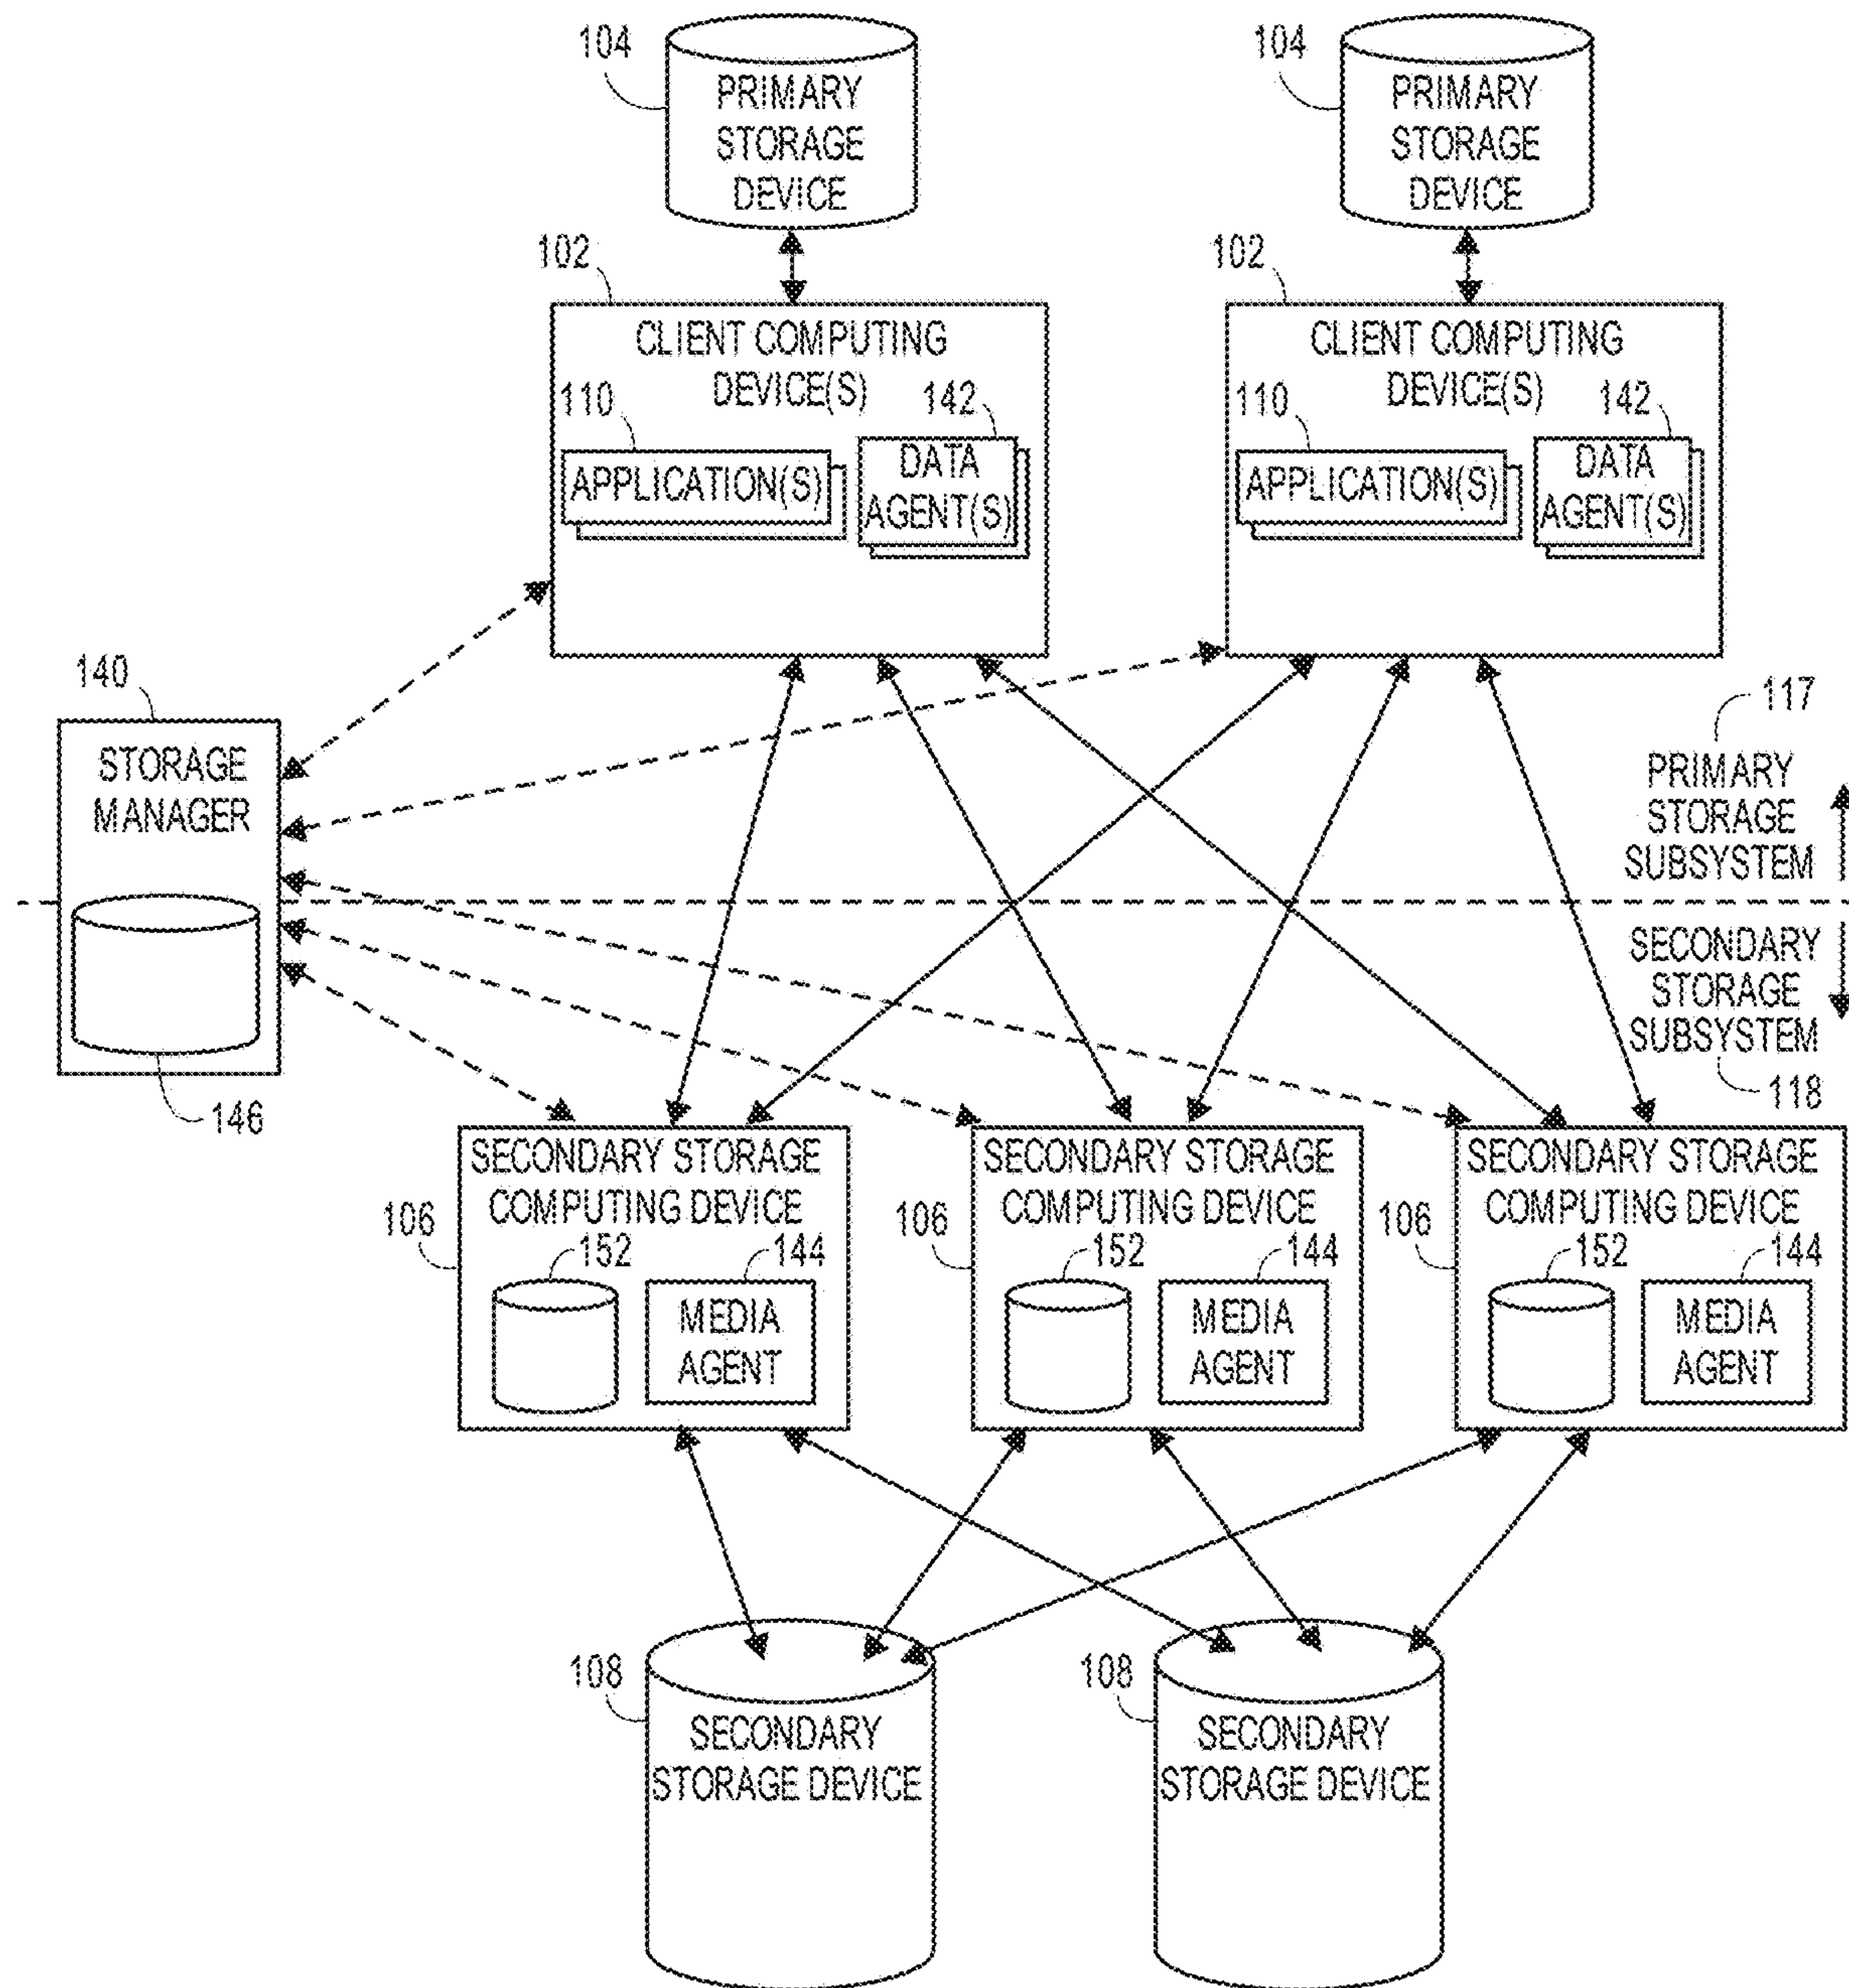 104
PRIMARY
STORAGE
DEVICE
104
PRIMARY
STORAGE
DEVICE
102
CLIENT COMPUTING
DEVICE(S)
110
142
APPLICATION(S)
DATA
AGENT(S)
102
CLIENT COMPUTING
DEVICE(S)
110
142
APPLICATION(S)
DATA
AGENT(S)
140
STORAGE
MANAGER
146
117
PRIMARY
STORAGE
SUBSYSTEM
SECONDARY
STORAGE
SUBSYSTEM
118
106
SECONDARY STORAGE
COMPUTING DEVICE
152
144
MEDIA
AGENT
106
SECONDARY STORAGE
COMPUTING DEVICE
152
144
MEDIA
AGENT
106
SECONDARY STORAGE
COMPUTING DEVICE
152
144
MEDIA
AGENT
108
SECONDARY
STORAGE DEVICE
108
SECONDARY
STORAGE DEVICE